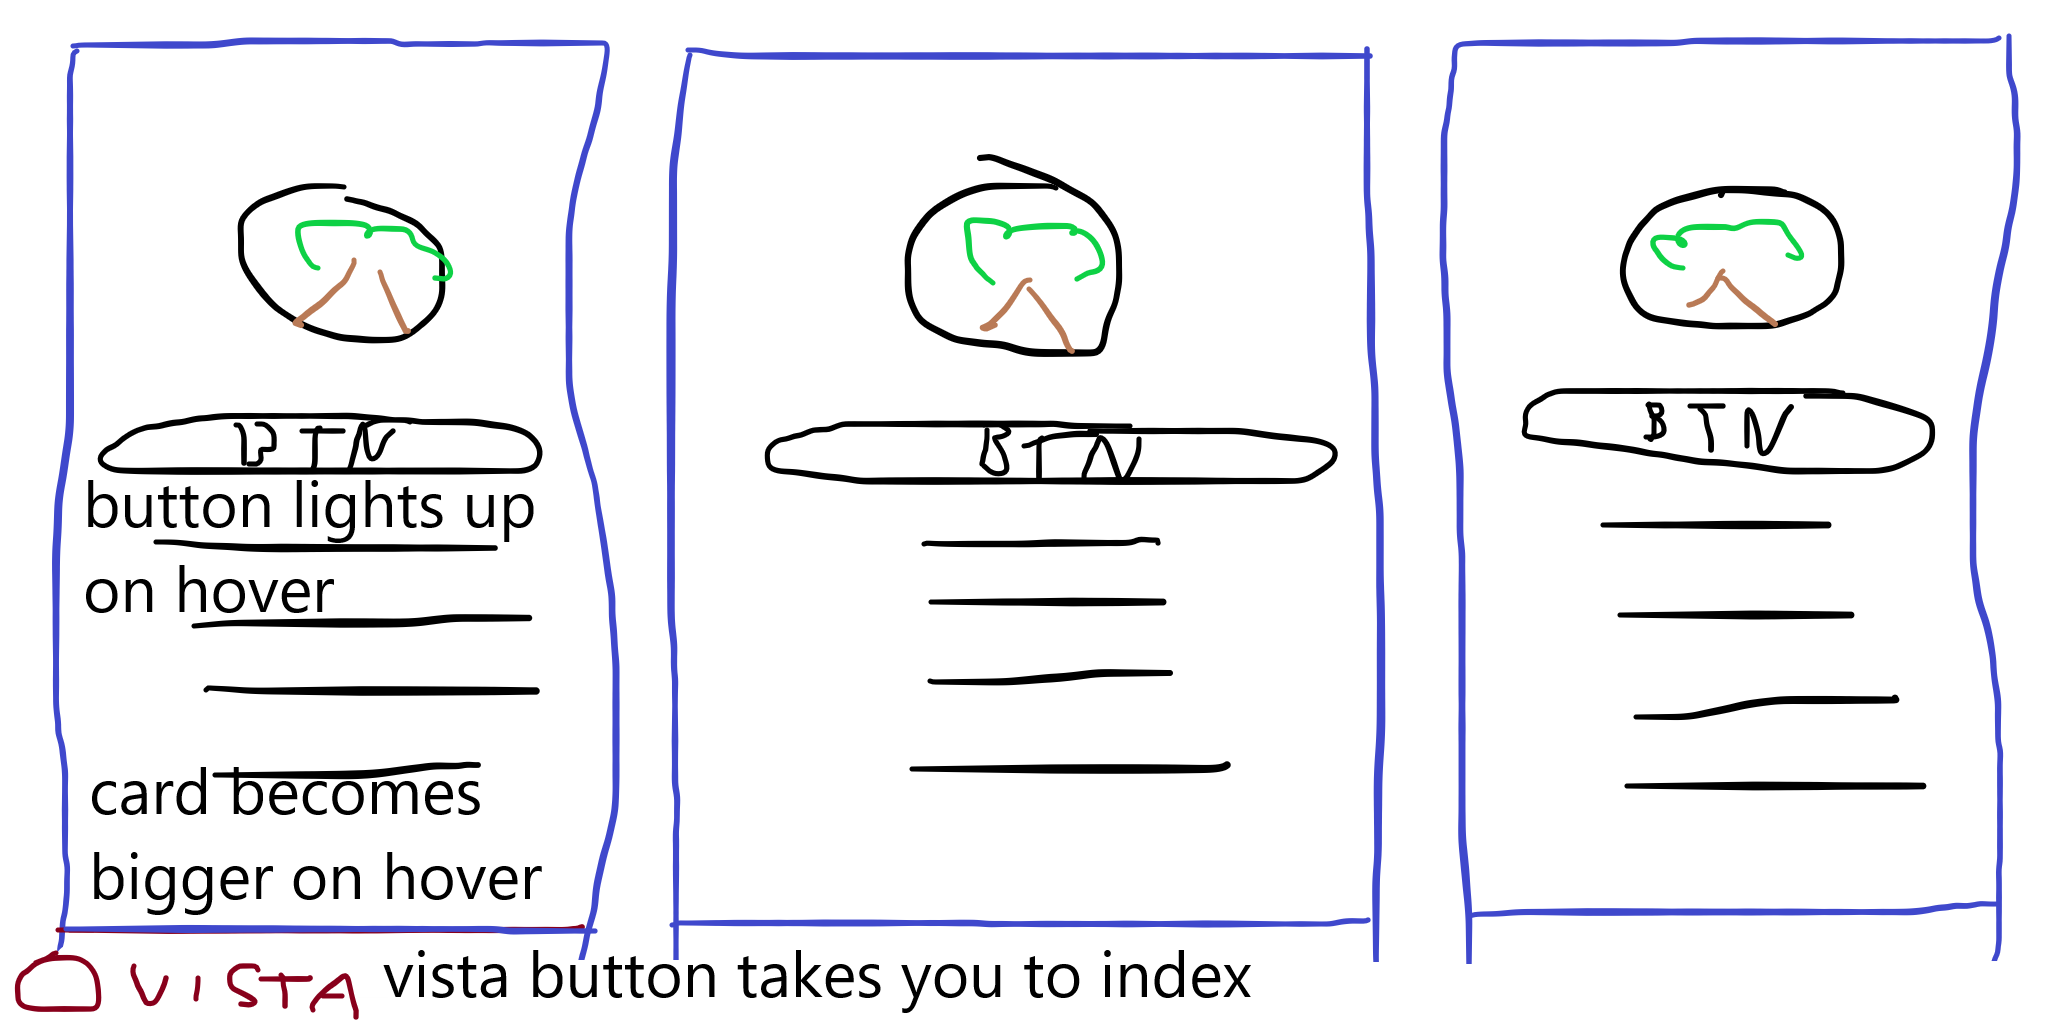 BTN
BTN
BTN
button lights up
on hover
card becomes
bigger on hover
VISTA vista button takes you to index